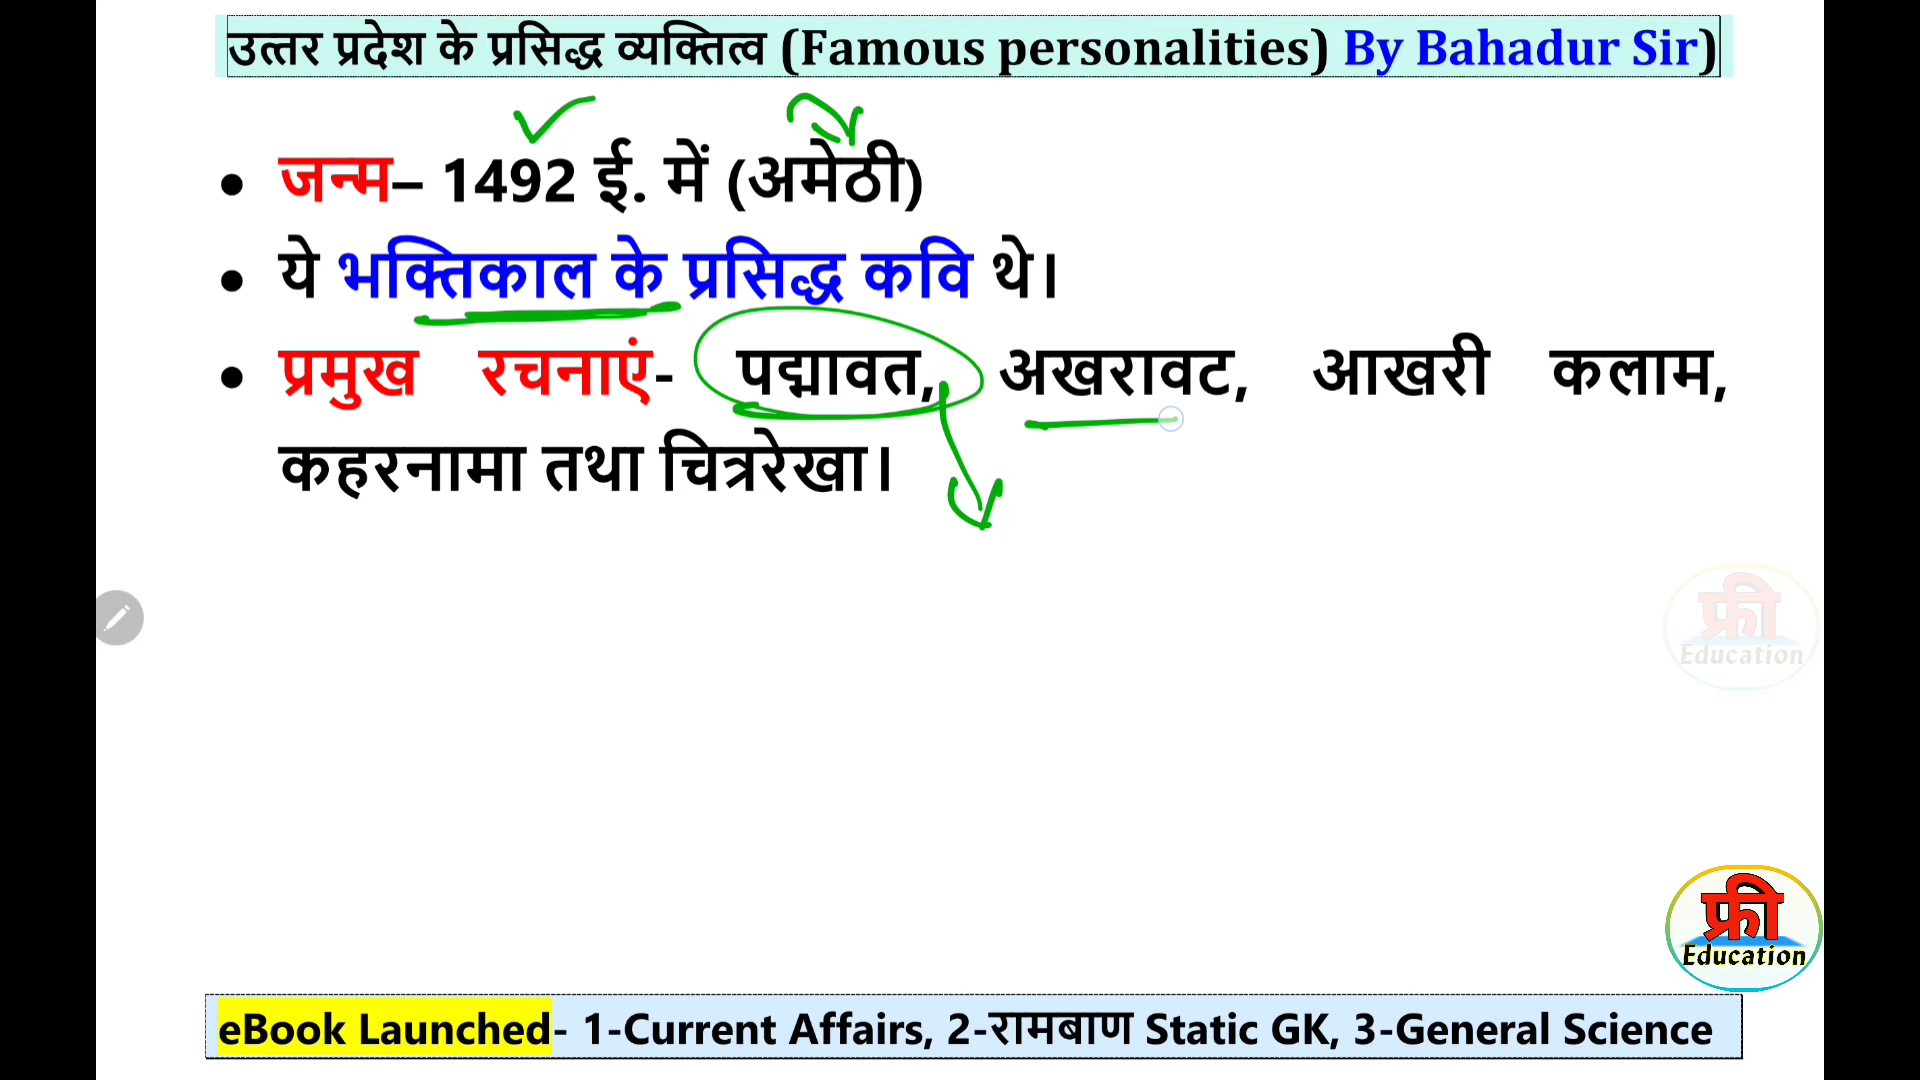 उत्तर प्रदेश के प्रसिद्ध व्यक्तित्व (Famous personalities) By Bahadur Sir)
• जन्म– 1492 ई. में (अमेठी)
• ये भक्तिकाल के प्रसिद्ध कवि थे।
• प्रमुख रचनाएं- पद्मावत, अखरावट, आखरी कलाम,
कहरनामा तथा चित्ररेखा।
फ्री
Education
फ्री
Education
eBook Launched- 1-Current Affairs, 2-रामबाण Static GK, 3-General Science